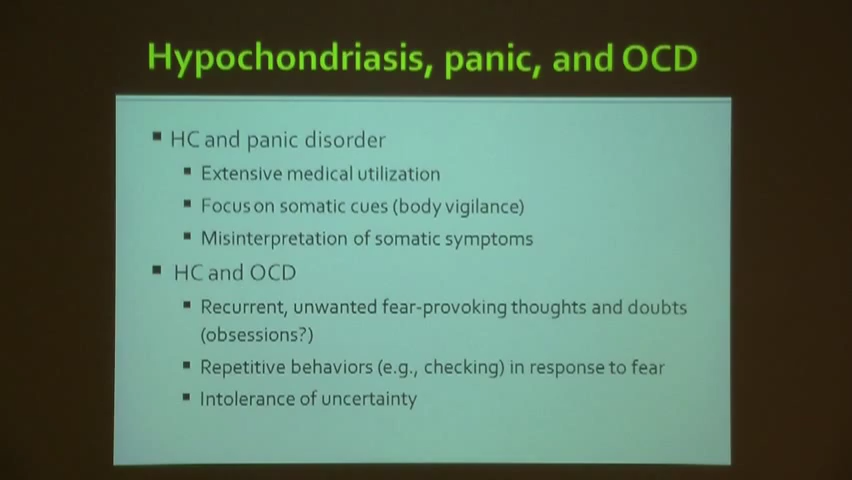 Hypochondriasis, panic, and OCD
▪ HC and panic disorder
▪ Extensive medical utilization
▪ Focus on somatic cues (body vigilance)
▪ Misinterpretation of somatic symptoms
▪ HC and OCD
▪ Recurrent, unwanted fear-provoking thoughts and doubts
(obsessions?)
▪ Repetitive behaviors (e.g., checking) in response to fear
▪ Intolerance of uncertainty